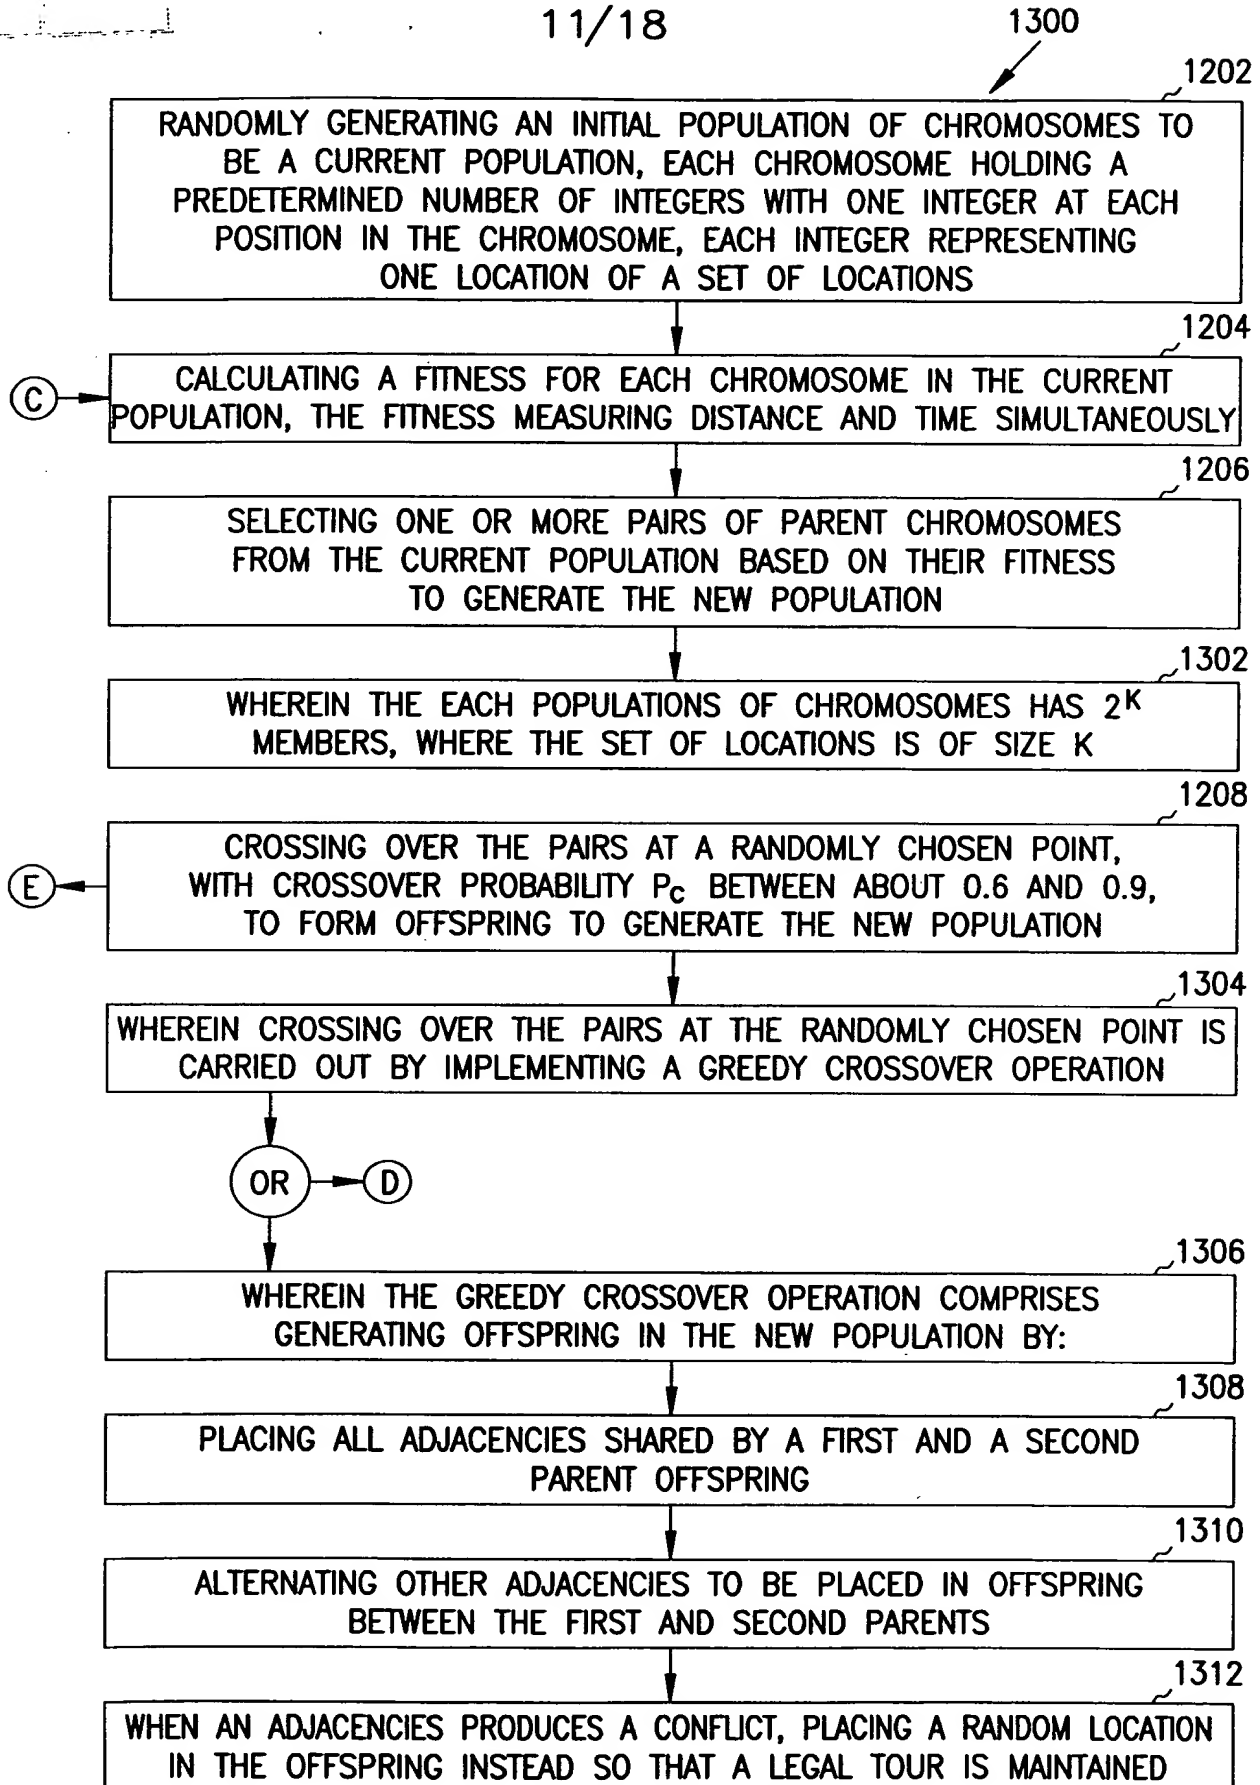 11/18
1300
1202
RANDOMLY GENERATING AN INITIAL POPULATION OF CHROMOSOMES TO
BE A CURRENT POPULATION, EACH CHROMOSOME HOLDING A
PREDETERMINED NUMBER OF INTEGERS WITH ONE INTEGER AT EACH
POSITION IN THE CHROMOSOME, EACH INTEGER REPRESENTING
ONE LOCATION OF A SET OF LOCATIONS
1204
C
CALCULATING A FITNESS FOR EACH CHROMOSOME IN THE CURRENT
POPULATION, THE FITNESS MEASURING DISTANCE AND TIME SIMULTANEOUSLY
1206
SELECTING ONE OR MORE PAIRS OF PARENT CHROMOSOMES
FROM THE CURRENT POPULATION BASED ON THEIR FITNESS
TO GENERATE THE NEW POPULATION
1302
WHEREIN THE EACH POPULATIONS OF CHROMOSOMES HAS 2^K
MEMBERS, WHERE THE SET OF LOCATIONS IS OF SIZE K
1208
E
CROSSING OVER THE PAIRS AT A RANDOMLY CHOSEN POINT,
WITH CROSSOVER PROBABILITY Pc BETWEEN ABOUT 0.6 AND 0.9,
TO FORM OFFSPRING TO GENERATE THE NEW POPULATION
1304
WHEREIN CROSSING OVER THE PAIRS AT THE RANDOMLY CHOSEN POINT IS
CARRIED OUT BY IMPLEMENTING A GREEDY CROSSOVER OPERATION
OR
D
1306
WHEREIN THE GREEDY CROSSOVER OPERATION COMPRISES
GENERATING OFFSPRING IN THE NEW POPULATION BY:
1308
PLACING ALL ADJACENCIES SHARED BY A FIRST AND A SECOND
PARENT OFFSPRING
1310
ALTERNATING OTHER ADJACENCIES TO BE PLACED IN OFFSPRING
BETWEEN THE FIRST AND SECOND PARENTS
1312
WHEN AN ADJACENCIES PRODUCES A CONFLICT, PLACING A RANDOM LOCATION
IN THE OFFSPRING INSTEAD SO THAT A LEGAL TOUR IS MAINTAINED